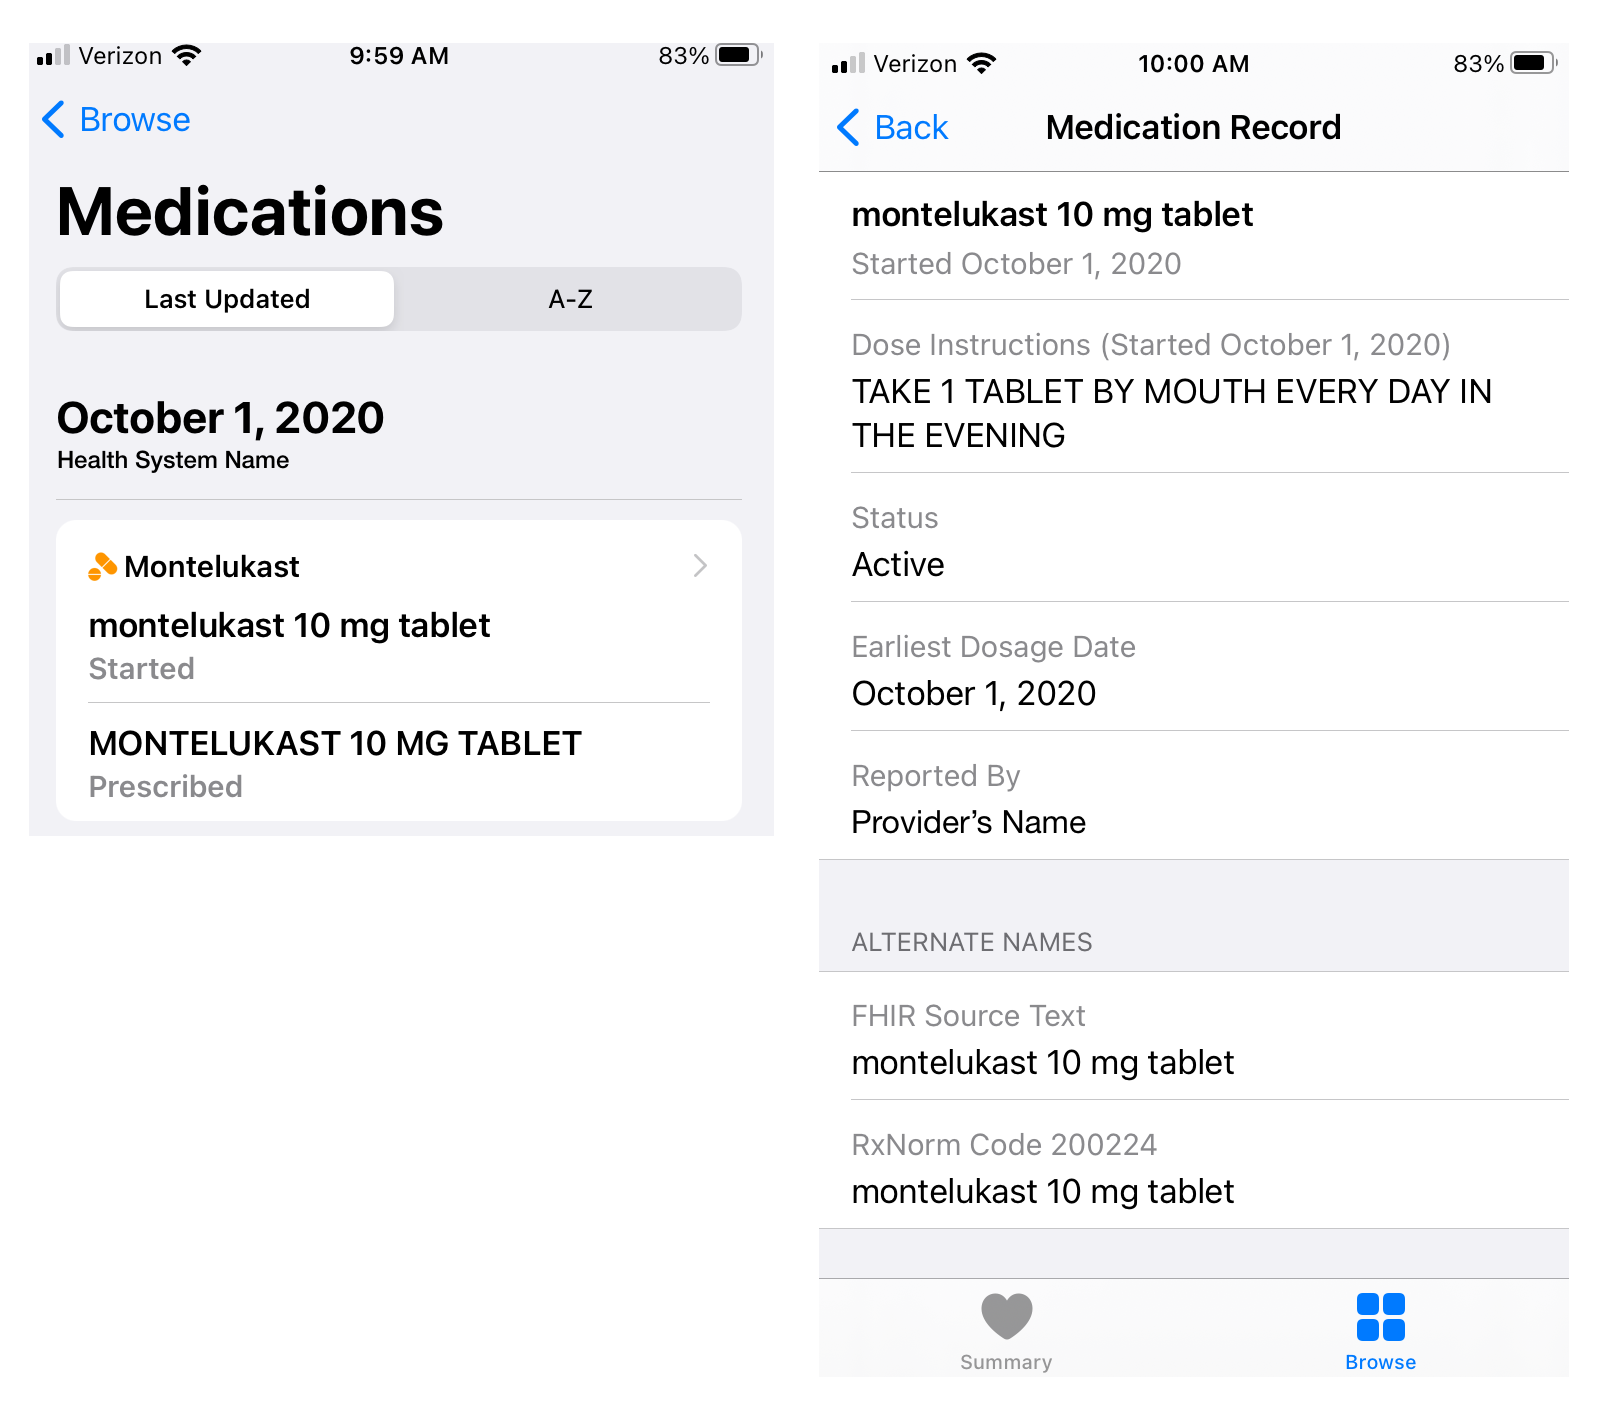 Verizon 9:59 AM 83%
Browse
Medications
Last Updated A-Z
October 1, 2020
Health System Name
Montelukast
montelukast 10 mg tablet
Started
MONTELUKAST 10 MG TABLET
Prescribed
Verizon 10:00 AM 83%
Back Medication Record
montelukast 10 mg tablet
Started October 1, 2020
Dose Instructions (Started October 1, 2020)
TAKE 1 TABLET BY MOUTH EVERY DAY IN
THE EVENING
Status
Active
Earliest Dosage Date
October 1, 2020
Reported By
Provider’s Name
ALTERNATE NAMES
FHIR Source Text
montelukast 10 mg tablet
RxNorm Code 200224
montelukast 10 mg tablet
Summary Browse